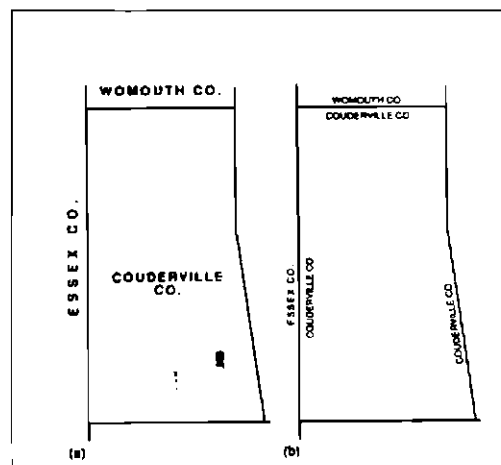 WOMOUTH CO.
ESSEX CO.
COUDERVILLE
CO.
(a)
WOMOUTH CO
COUDERVILLE CO
ESSEX CO.
COUDERVILLE CO
COUDERVILLE CO
(b)